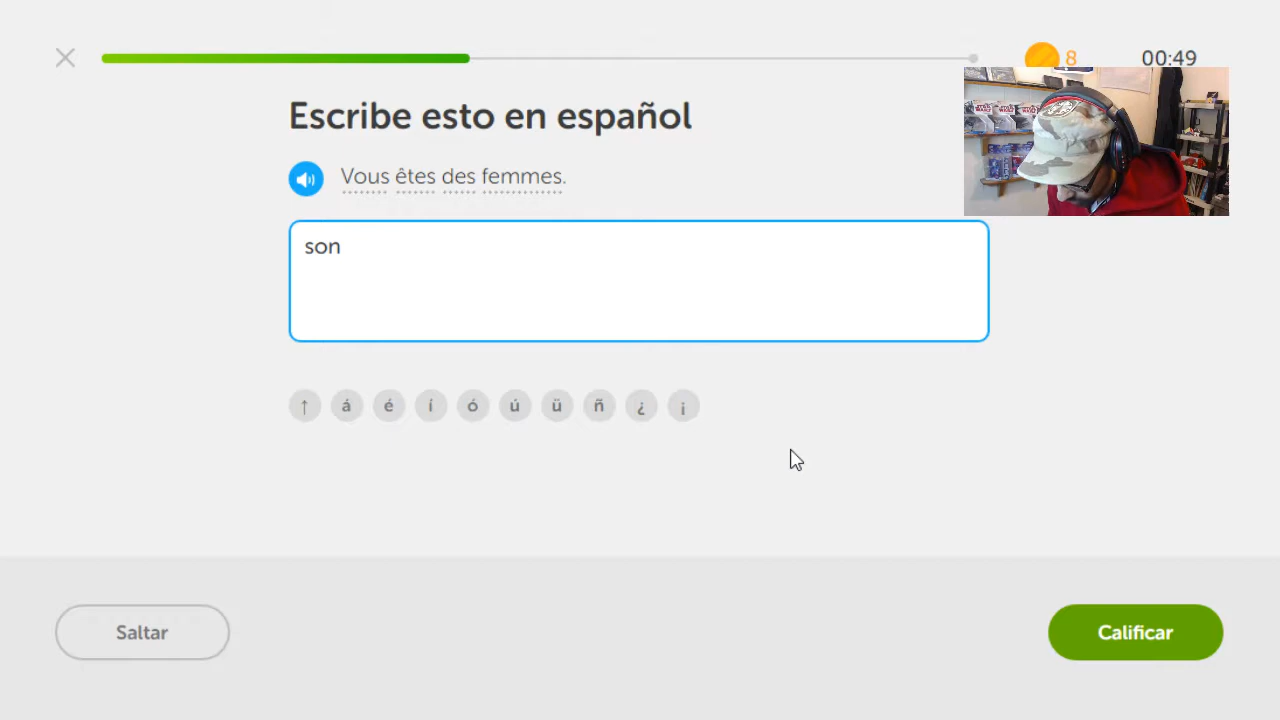 8
00:49
Escribe esto en español
Vous êtes des femmes.
son
↑ á é í ó ú ü ñ ¿ ¡
Saltar
Calificar